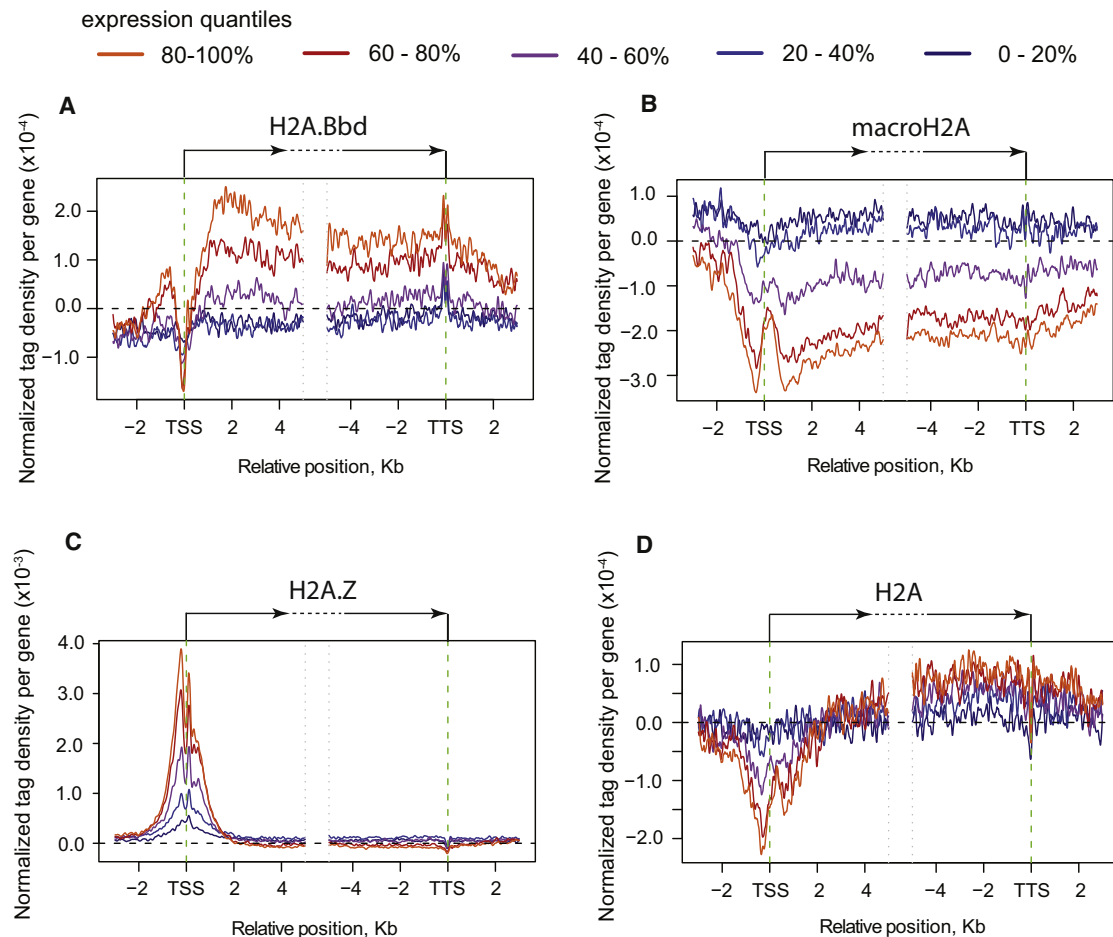 expression quantiles
80-100% 60 - 80% 40 - 60% 20 - 40% 0 - 20%
A
H2A.Bbd
Normalized tag density per gene (x10⁻⁴)
2.0
1.0
0.0
−1.0
−2 TSS 2 4 −4 −2 TTS 2
Relative position, Kb
B
macroH2A
Normalized tag density per gene (x10⁻⁴)
1.0
0.0
−1.0
−2.0
−3.0
−2 TSS 2 4 −4 −2 TTS 2
Relative position, Kb
C
H2A.Z
Normalized tag density per gene (x10⁻³)
4.0
3.0
2.0
1.0
0.0
−2 TSS 2 4 −4 −2 TTS 2
Relative position, Kb
D
H2A
Normalized tag density per gene (x10⁻⁴)
1.0
0.0
−1.0
−2.0
−2 TSS 2 4 −4 −2 TTS 2
Relative position, Kb